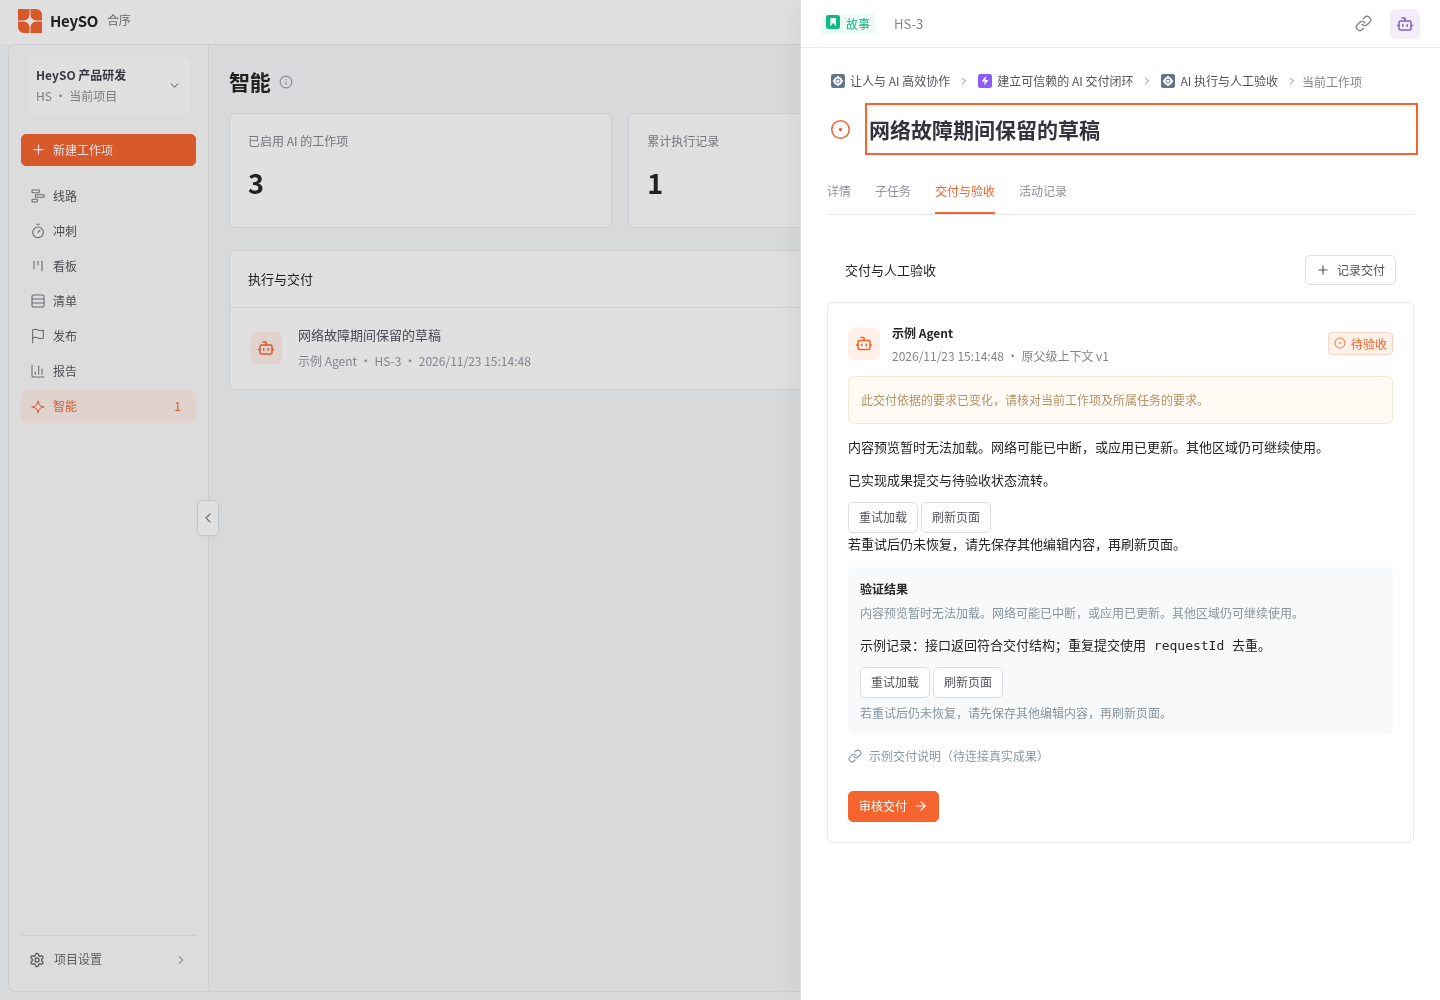 HeySO 合序
HeySO 产品研发
HS · 当前项目
新建工作项
线路
冲刺
看板
清单
发布
报告
智能 1
项目设置
智能
已启用 AI 的工作项
3
累计执行记录
1
执行与交付
网络故障期间保留的草稿
示例 Agent · HS-3 · 2026/11/23 15:14:48
故事 HS-3
让人与 AI 高效协作 建立可信赖的 AI 交付闭环 AI 执行与人工验收 当前工作项
网络故障期间保留的草稿
详情 子任务 交付与验收 活动记录
交付与人工验收
记录交付
示例 Agent
2026/11/23 15:14:48 · 原父级上下文 v1
待验收
此交付依据的要求已变化，请核对当前工作项及所属任务的要求。
内容预览暂时无法加载。网络可能已中断，或应用已更新。其他区域仍可继续使用。
已实现成果提交与待验收状态流转。
重试加载 刷新页面
若重试后仍未恢复，请先保存其他编辑内容，再刷新页面。
验证结果
内容预览暂时无法加载。网络可能已中断，或应用已更新。其他区域仍可继续使用。
示例记录：接口返回符合交付结构；重复提交使用 requestId 去重。
重试加载 刷新页面
若重试后仍未恢复，请先保存其他编辑内容，再刷新页面。
示例交付说明（待连接真实成果）
审核交付